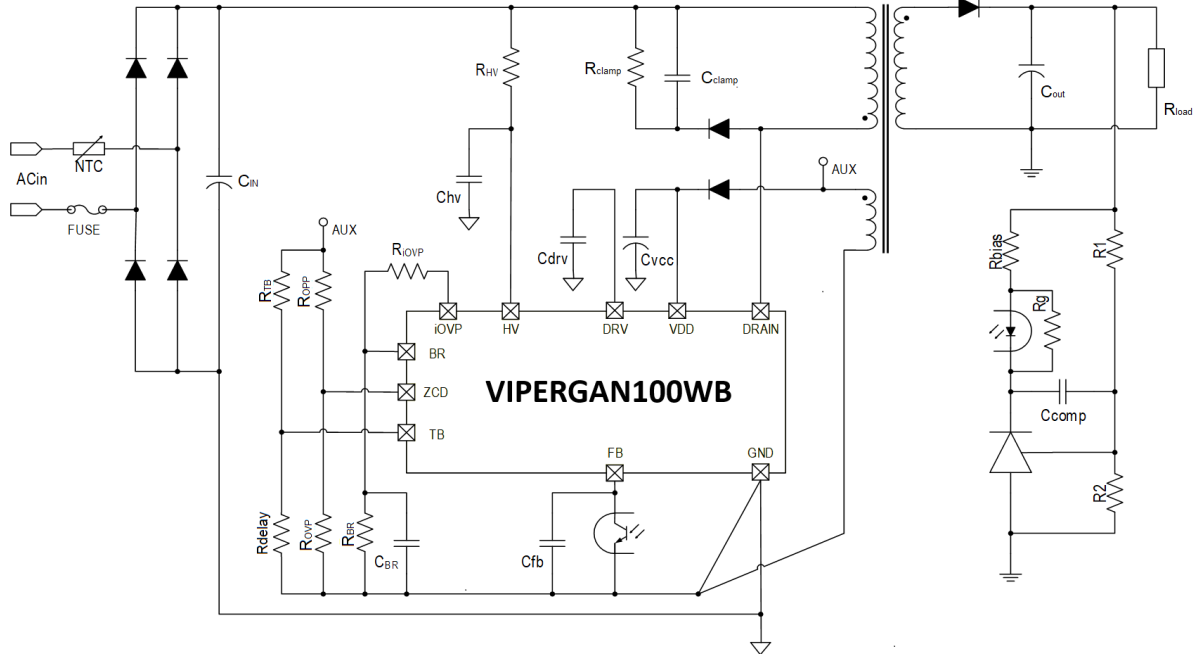 RHV
Rclamp
Cclamp
Cout
Rload
NTC
ACin
CIN
Chv
AUX
FUSE
AUX
RiOVP
Cdrv
Cvcc
Rbias
R1
RTB
ROPP
iOVP
HV
DRV
VDD
DRAIN
Rg
BR
ZCD
VIPERGAN100WB
TB
Ccomp
FB
GND
R2
Rdelay
ROVP
RBR
CBR
Cfb